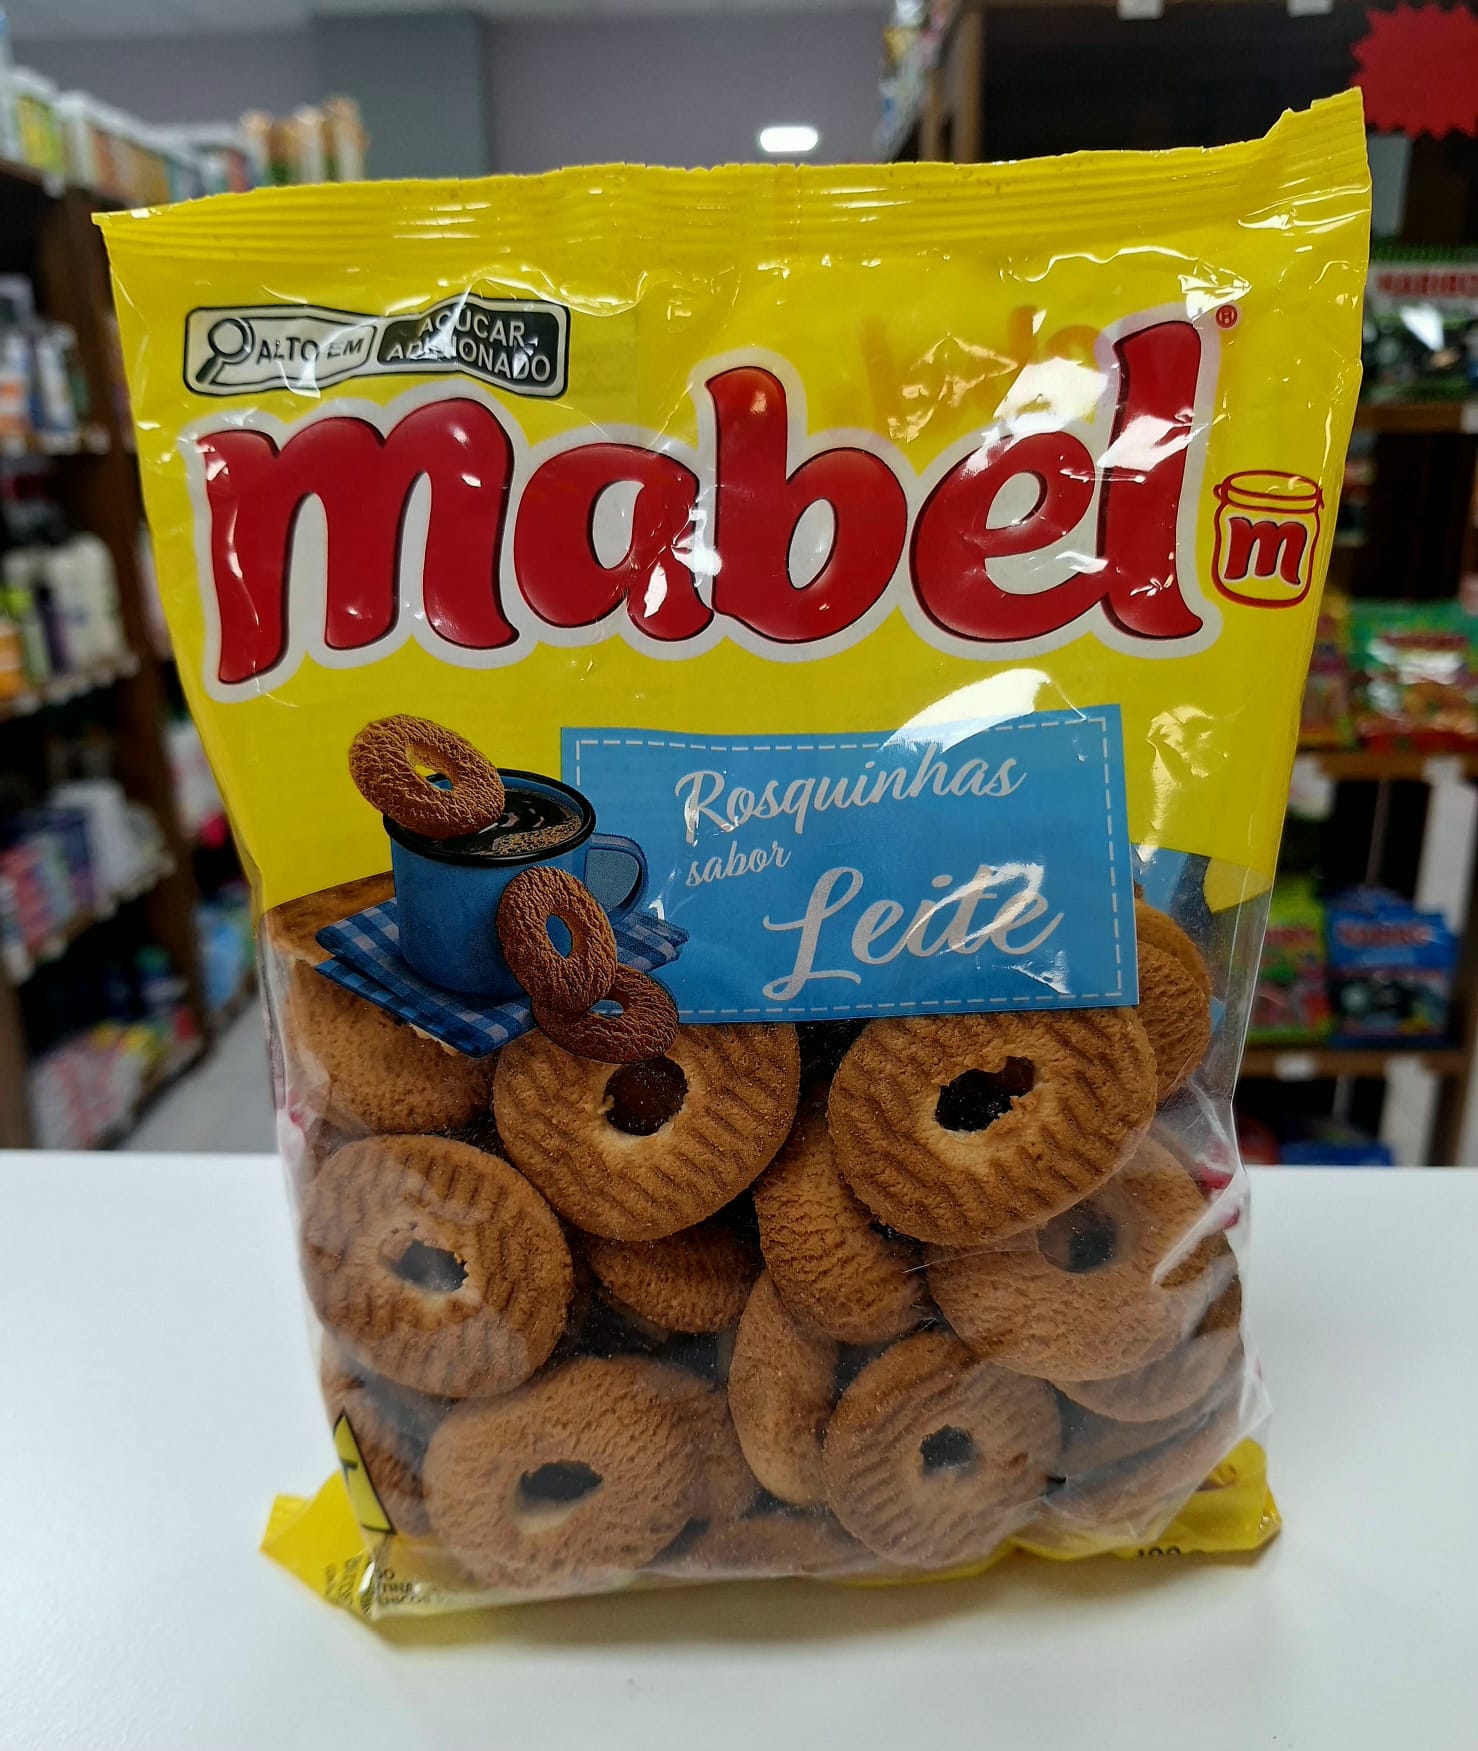 ALTO EM
AÇÚCAR
ADICIONADO
mabel®
m
Rosquinhas
sabor
Leite